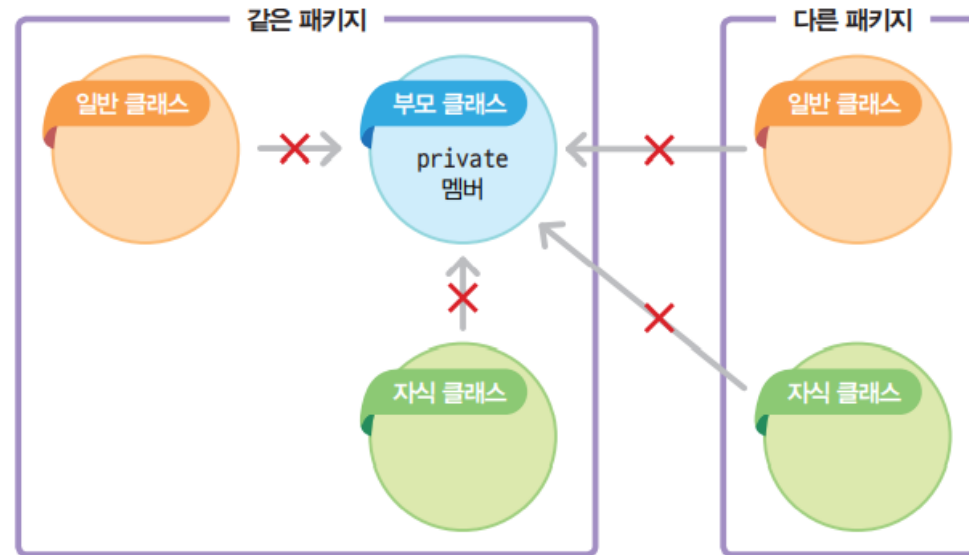 같은 패키지
다른 패키지
일반 클래스
부모 클래스
일반 클래스
private
멤버
자식 클래스
자식 클래스